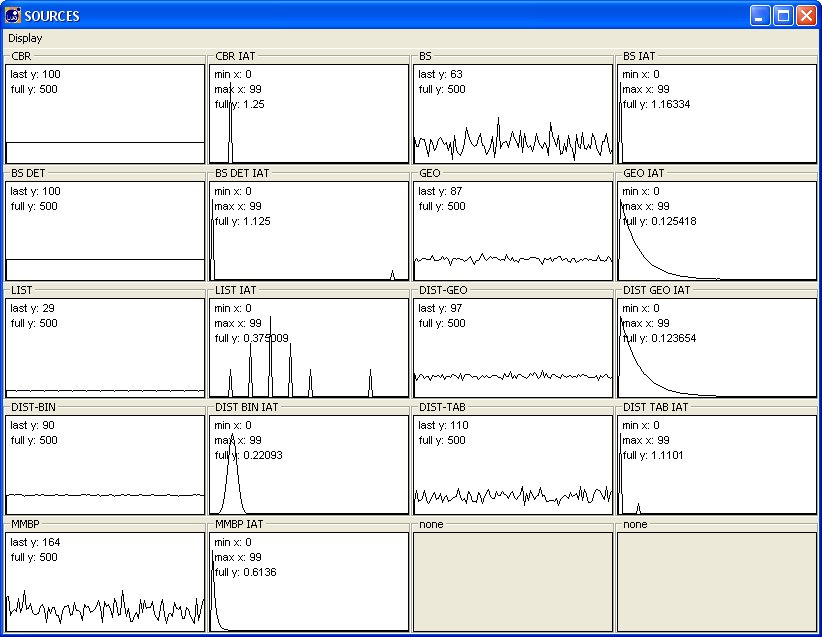 SOURCES
Display
CBR
last y: 100
full y: 500
CBR IAT
min x: 0
max x: 99
full y: 1.25
BS
last y: 63
full y: 500
BS IAT
min x: 0
max x: 99
full y: 1.16334
BS DET
last y: 100
full y: 500
BS DET IAT
min x: 0
max x: 99
full y: 1.125
GEO
last y: 87
full y: 500
GEO IAT
min x: 0
max x: 99
full y: 0.125418
LIST
last y: 29
full y: 500
LIST IAT
min x: 0
max x: 99
full y: 0.375009
DIST-GEO
last y: 97
full y: 500
DIST GEO IAT
min x: 0
max x: 99
full y: 0.123654
DIST-BIN
last y: 90
full y: 500
DIST BIN IAT
min x: 0
max x: 99
full y: 0.22093
DIST-TAB
last y: 110
full y: 500
DIST TAB IAT
min x: 0
max x: 99
full y: 1.1101
MMBP
last y: 164
full y: 500
MMBP IAT
min x: 0
max x: 99
full y: 0.6136
none
none